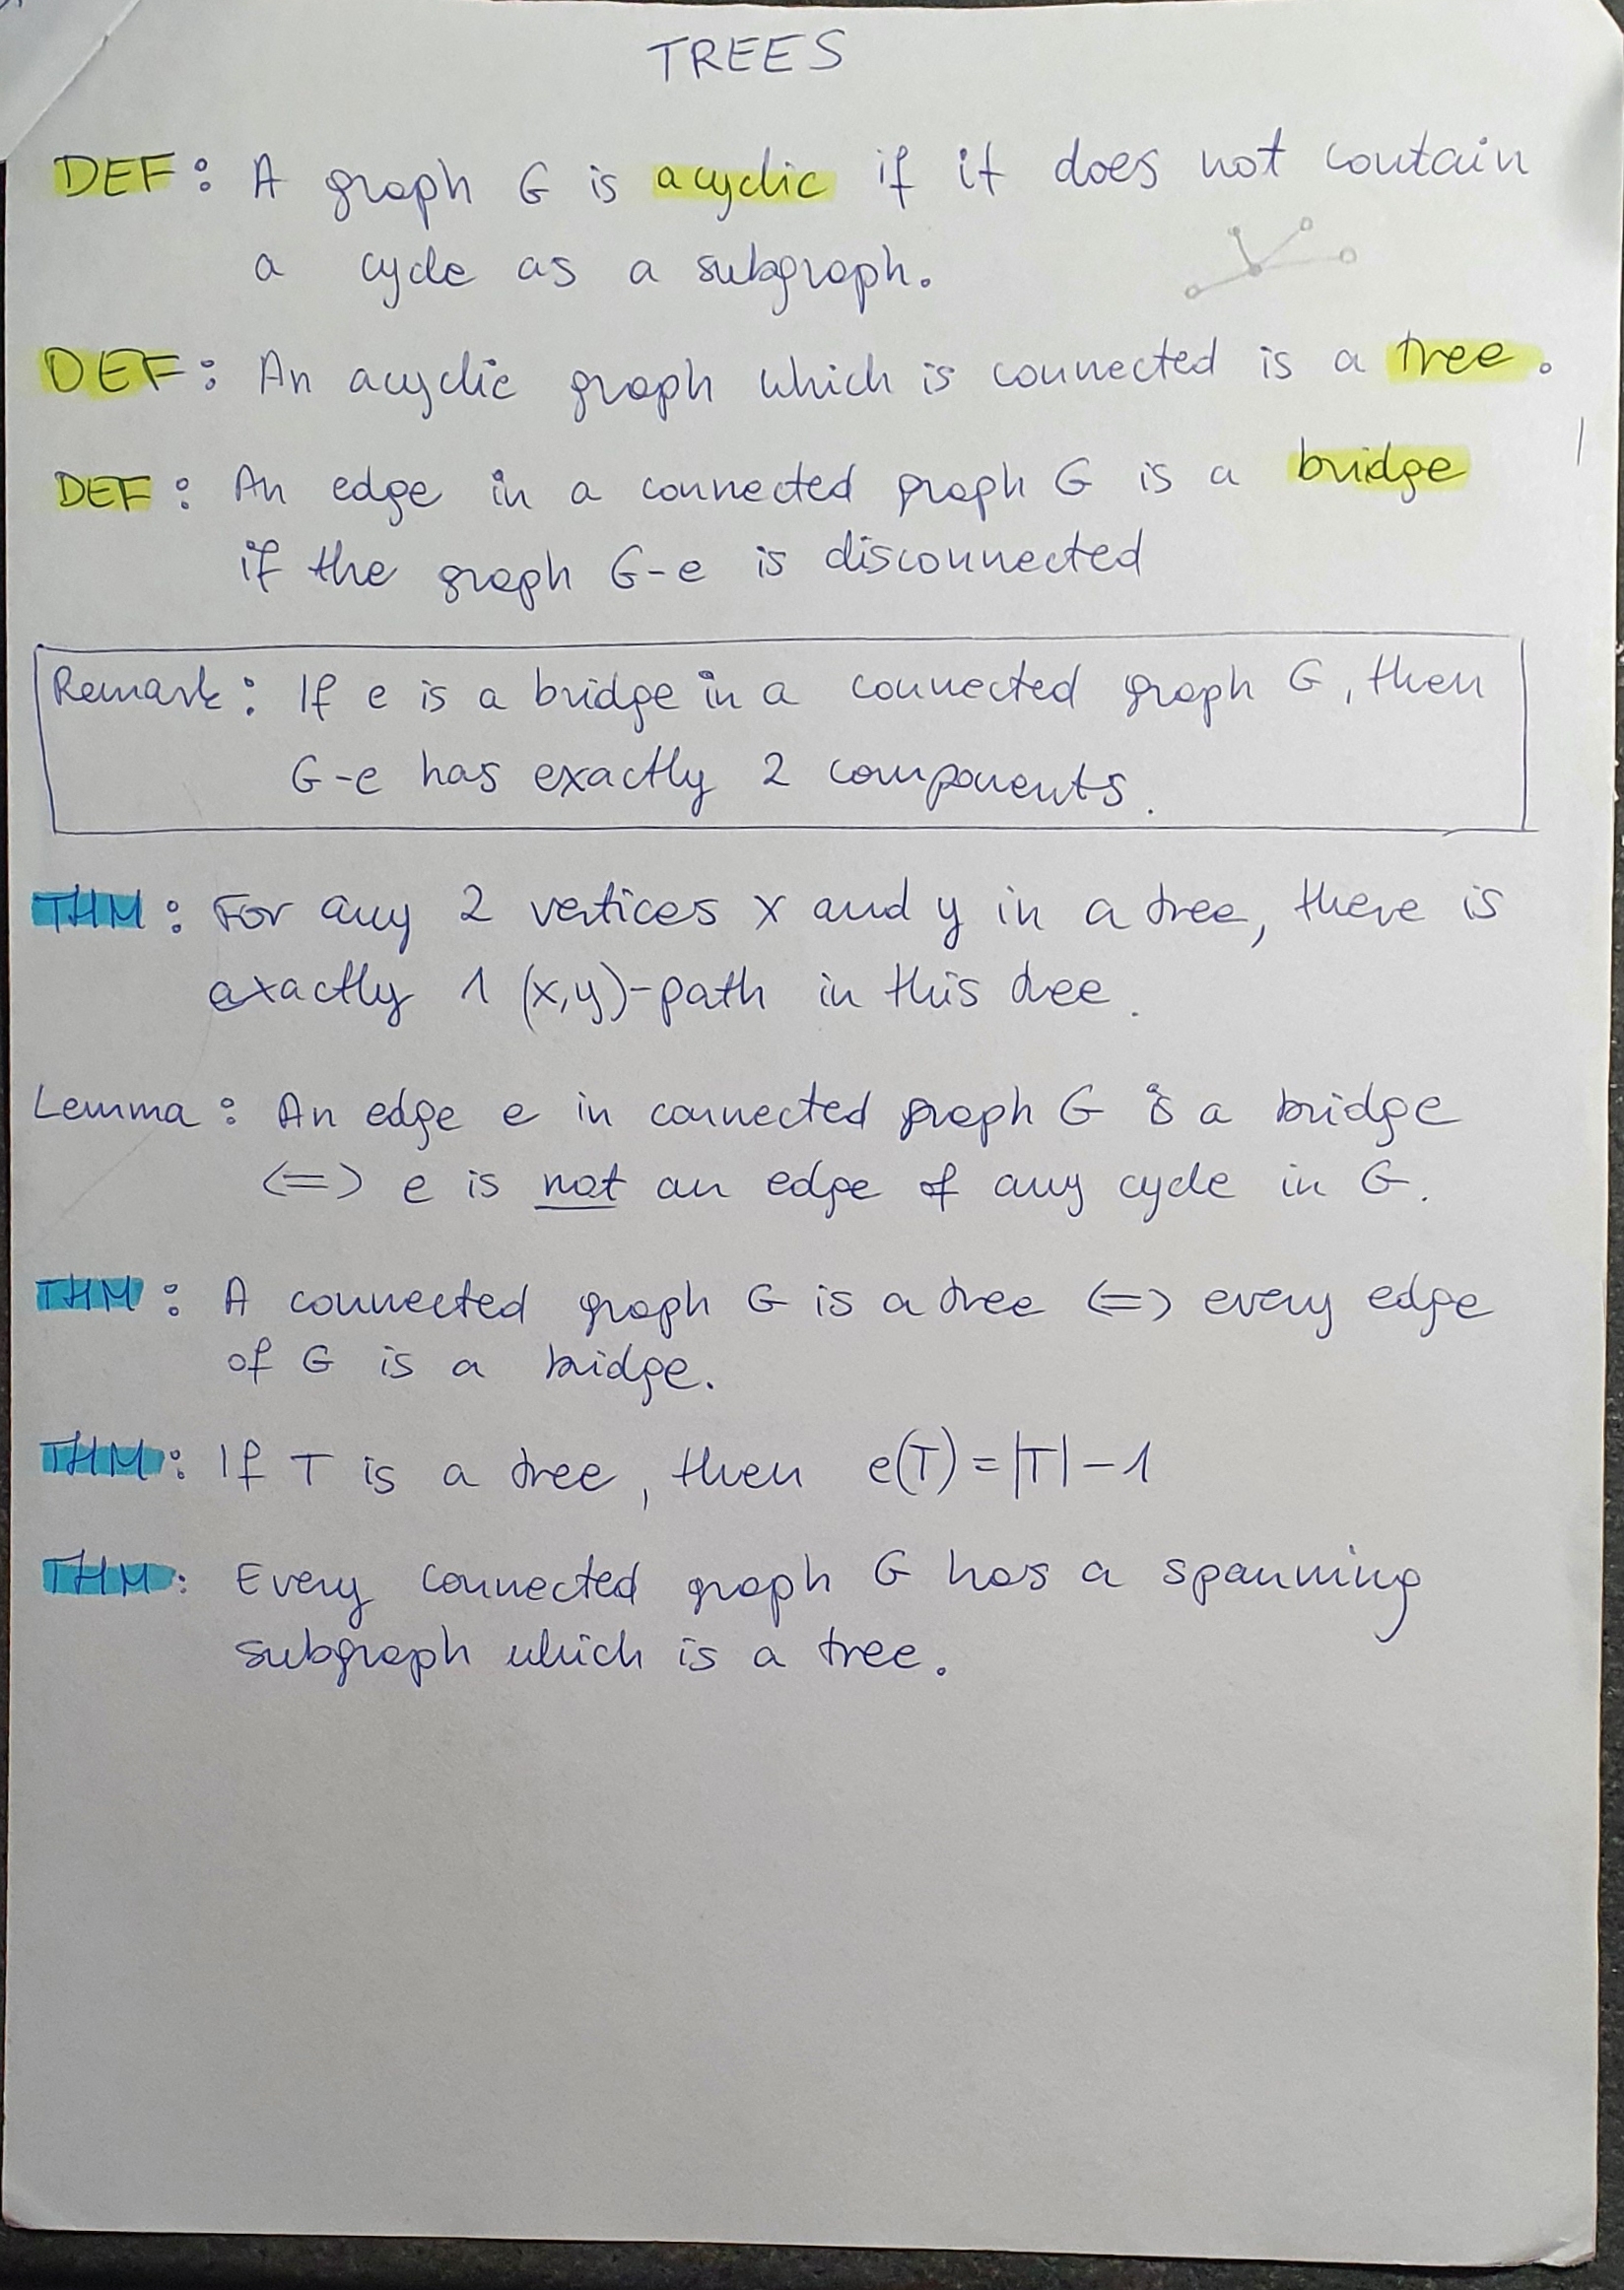 TREES
DEF: A graph G is acyclic if it does not contain
a cycle as a subgraph.
DEF: An acyclic graph which is connected is a tree.
DEF: An edge in a connected graph G is a bridge
if the graph G-e is disconnected
Remark: If e is a bridge in a connected graph G, then
G-e has exactly 2 components.
THM: For any 2 vertices x and y in a tree, there is
exactly 1 (x,y)-path in this tree.
Lemma: An edge e in connected graph G is a bridge
<=> e is not an edge of any cycle in G.
THM: A connected graph G is a tree <=> every edge
of G is a bridge.
THM: If T is a tree, then e(T)=|T|-1
THM: Every connected graph G has a spanning
subgraph which is a tree.